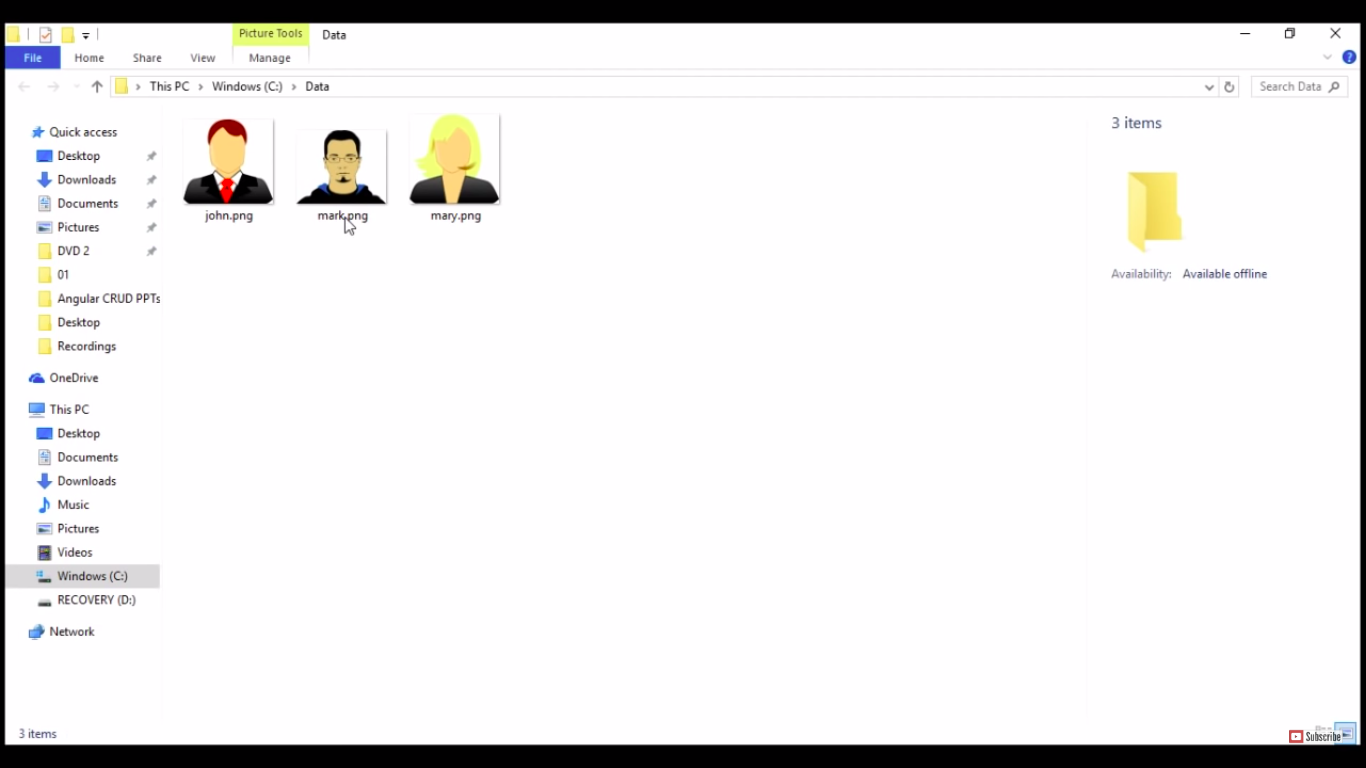 Picture Tools
Data
File
Home
Share
View
Manage
This PC
Windows (C:)
Data
Search Data
Quick access
Desktop
Downloads
Documents
Pictures
DVD 2
01
Angular CRUD PPTs
Desktop
Recordings
OneDrive
This PC
Desktop
Documents
Downloads
Music
Pictures
Videos
Windows (C:)
RECOVERY (D:)
Network
john.png
mark.png
mary.png
3 items
Availability: Available offline
3 items
Subscribe